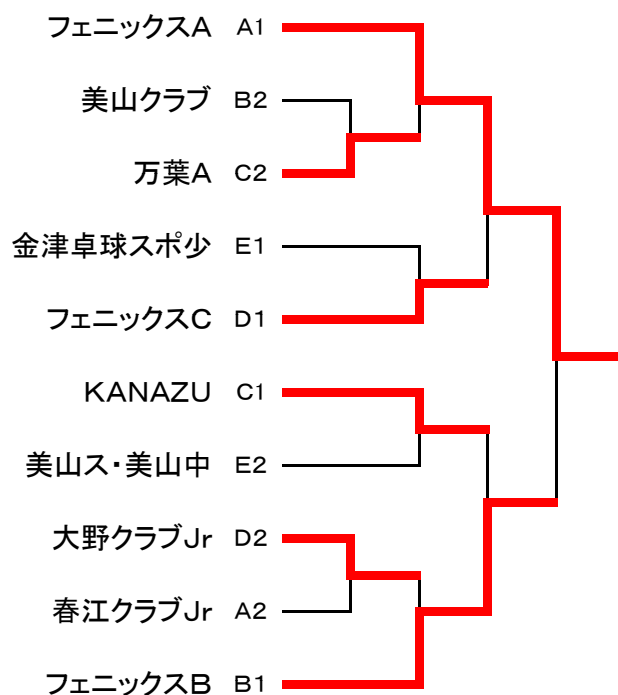 フェニックスA A1
美山クラブ B2
万葉A C2
金津卓球スポ少 E1
フェニックスC D1
KANAZU C1
美山ス・美山中 E2
大野クラブJr D2
春江クラブJr A2
フェニックスB B1